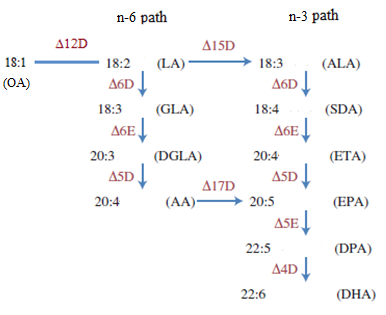 n-6 path n-3 path
Δ12D Δ15D
18:1 18:2 (LA) 18:3 (ALA)
(OA) Δ6D Δ6D
18:3 (GLA) 18:4 (SDA)
Δ6E Δ6E
20:3 (DGLA) 20:4 (ETA)
Δ5D Δ17D Δ5D
20:4 (AA) 20:5 (EPA)
Δ5E
22:5 (DPA)
Δ4D
22:6 (DHA)